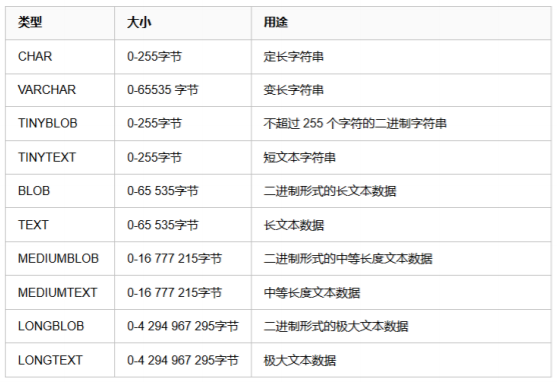 类型 大小 用途
CHAR 0-255字节 定长字符串
VARCHAR 0-65535 字节 变长字符串
TINYBLOB 0-255字节 不超过 255 个字符的二进制字符串
TINYTEXT 0-255字节 短文本字符串
BLOB 0-65 535字节 二进制形式的长文本数据
TEXT 0-65 535字节 长文本数据
MEDIUMBLOB 0-16 777 215字节 二进制形式的中等长度文本数据
MEDIUMTEXT 0-16 777 215字节 中等长度文本数据
LONGBLOB 0-4 294 967 295字节 二进制形式的极大文本数据
LONGTEXT 0-4 294 967 295字节 极大文本数据